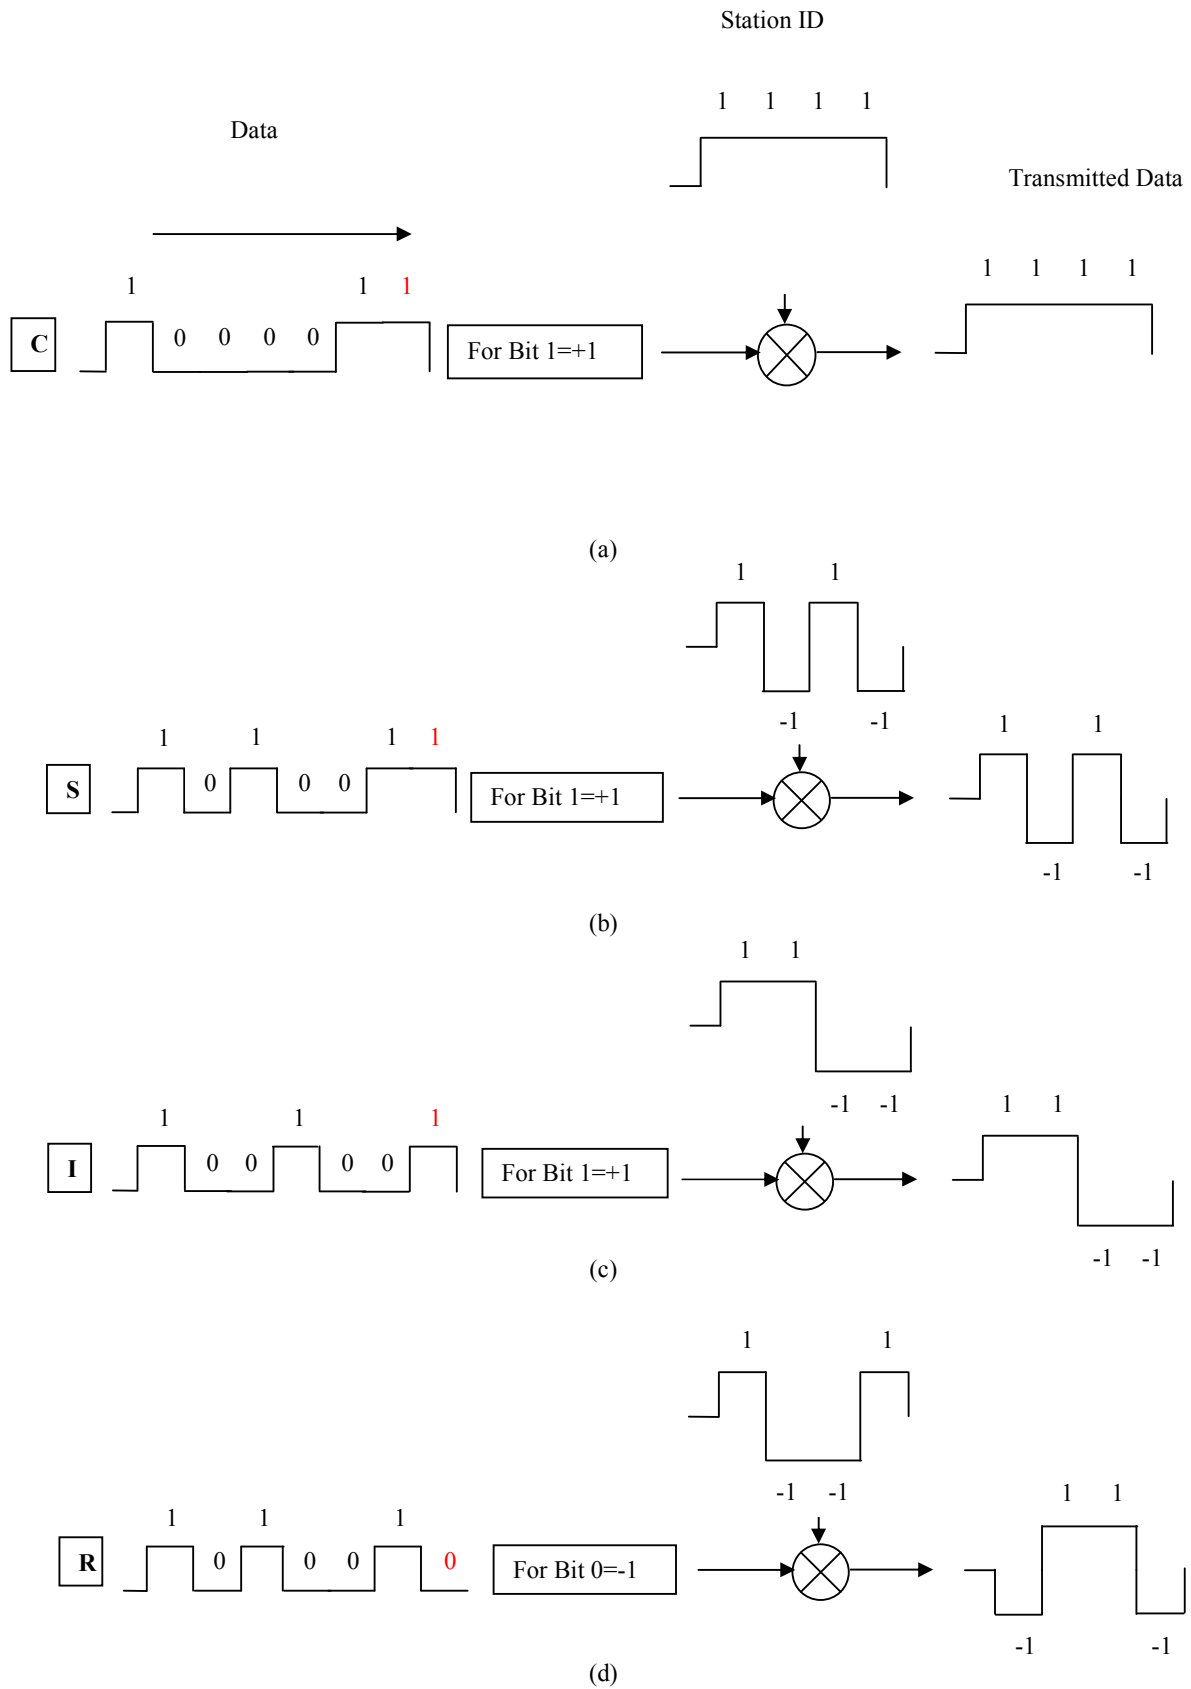 Station ID
1 1 1 1
Data
Transmitted Data
1 1 1 1
1 1 1
0 0 0 0
C
For Bit 1=+1
(a)
1 1
-1 -1
1 1 1 1
0 0 0
S
For Bit 1=+1
1 1
-1 -1
(b)
1 1
-1 -1
1 1 1
0 0 0 0
I
For Bit 1=+1
1 1
-1 -1
(c)
1 1
-1 -1
1 1 1
0 0 0 0
R
For Bit 0=-1
1 1
-1 -1
(d)